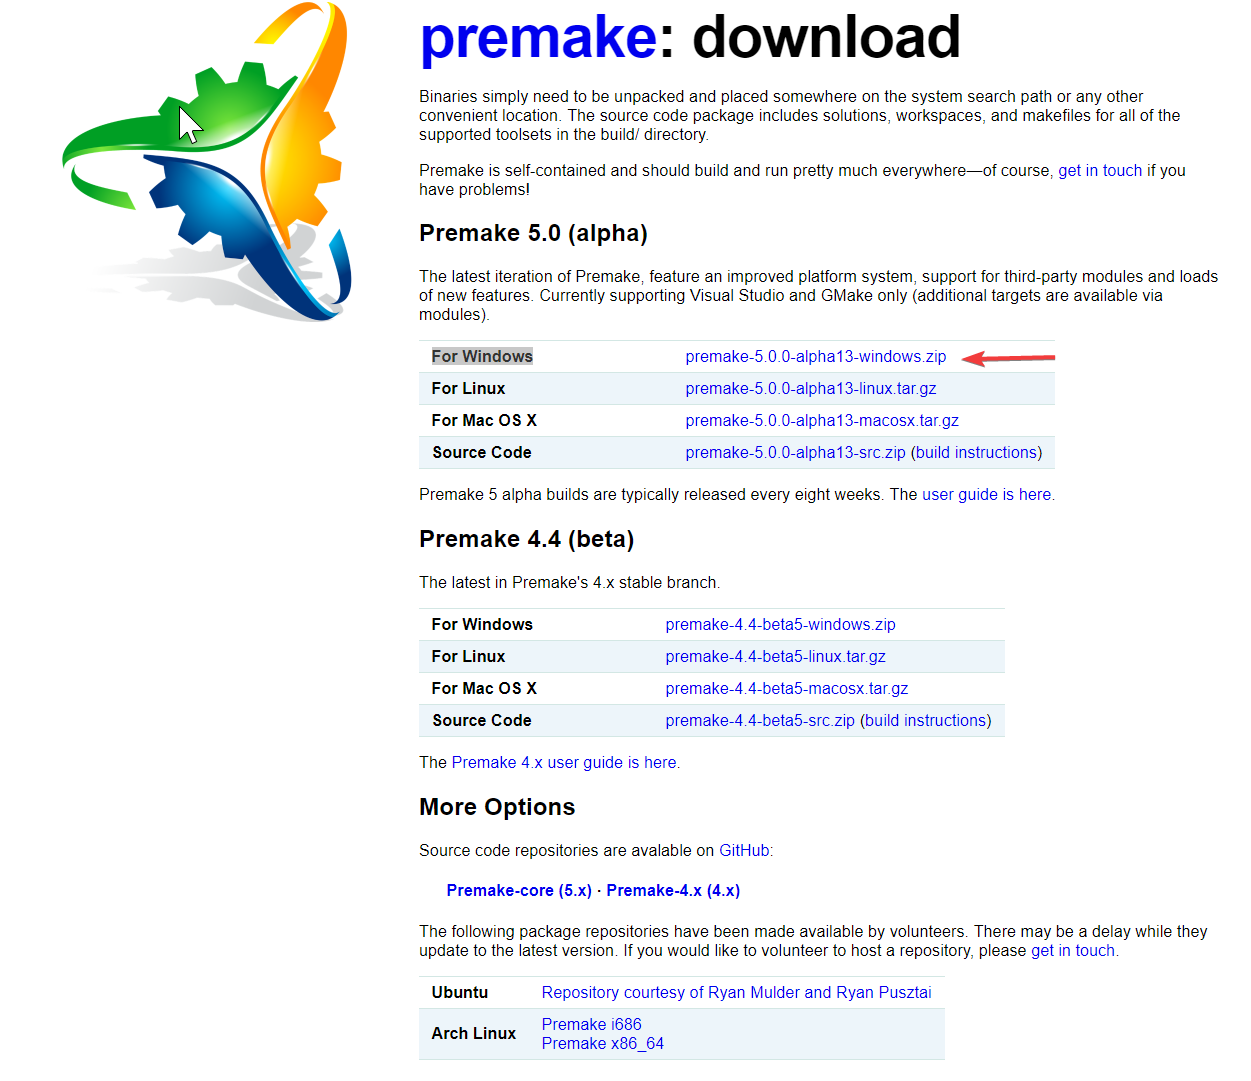 premake: download
Binaries simply need to be unpacked and placed somewhere on the system search path or any other
convenient location. The source code package includes solutions, workspaces, and makefiles for all of the
supported toolsets in the build/ directory.
Premake is self-contained and should build and run pretty much everywhere—of course, get in touch if you
have problems!
Premake 5.0 (alpha)
The latest iteration of Premake, feature an improved platform system, support for third-party modules and loads
of new features. Currently supporting Visual Studio and GMake only (additional targets are available via
modules).
For Windows premake-5.0.0-alpha13-windows.zip
For Linux premake-5.0.0-alpha13-linux.tar.gz
For Mac OS X premake-5.0.0-alpha13-macosx.tar.gz
Source Code premake-5.0.0-alpha13-src.zip (build instructions)
Premake 5 alpha builds are typically released every eight weeks. The user guide is here.
Premake 4.4 (beta)
The latest in Premake's 4.x stable branch.
For Windows premake-4.4-beta5-windows.zip
For Linux premake-4.4-beta5-linux.tar.gz
For Mac OS X premake-4.4-beta5-macosx.tar.gz
Source Code premake-4.4-beta5-src.zip (build instructions)
The Premake 4.x user guide is here.
More Options
Source code repositories are avalable on GitHub:
Premake-core (5.x) · Premake-4.x (4.x)
The following package repositories have been made available by volunteers. There may be a delay while they
update to the latest version. If you would like to volunteer to host a repository, please get in touch.
Ubuntu Repository courtesy of Ryan Mulder and Ryan Pusztai
Arch Linux Premake i686
Premake x86_64